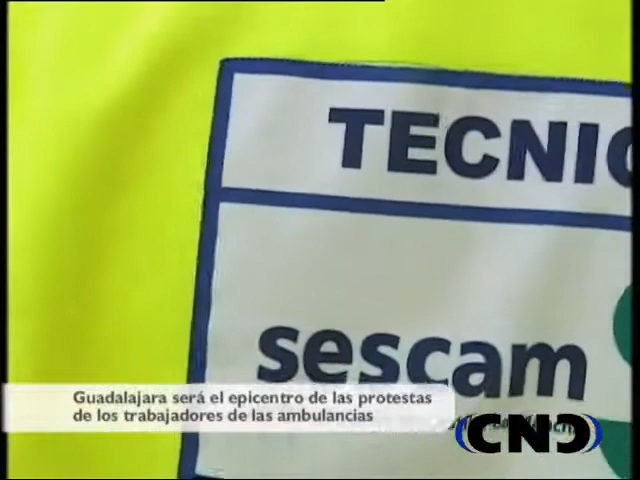 TECNIC
sescam
Guadalajara será el epicentro de las protestas
de los trabajadores de las ambulancias
CNC